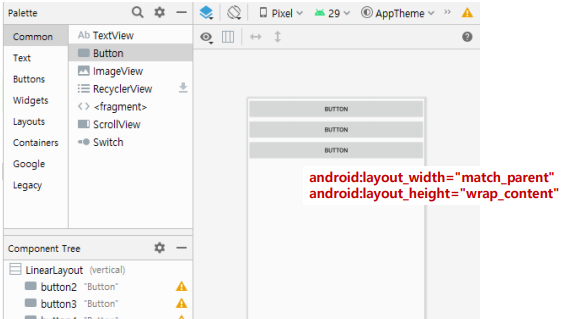 Palette
Pixel
29
AppTheme
Common
Ab TextView
Text
Button
Buttons
ImageView
Widgets
RecyclerView
Layouts
<fragment>
Containers
ScrollView
Google
Switch
Legacy
BUTTON
BUTTON
BUTTON
android:layout_width="match_parent"
android:layout_height="wrap_content"
Component Tree
LinearLayout (vertical)
button2 "Button"
button3 "Button"